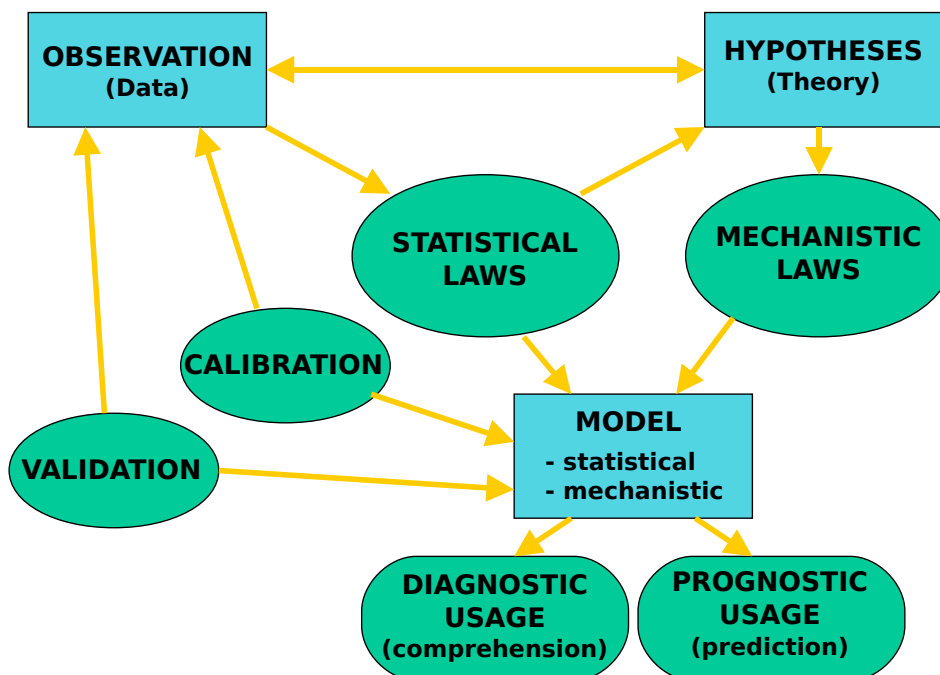 OBSERVATION
(Data)
HYPOTHESES
(Theory)
STATISTICAL
LAWS
MECHANISTIC
LAWS
CALIBRATION
VALIDATION
MODEL
- statistical
- mechanistic
DIAGNOSTIC
USAGE
(comprehension)
PROGNOSTIC
USAGE
(prediction)